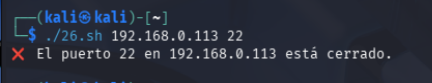 ┌──(kali㉿kali)-[~]
└─$ ./26.sh 192.168.0.113 22
❌ El puerto 22 en 192.168.0.113 está cerrado.